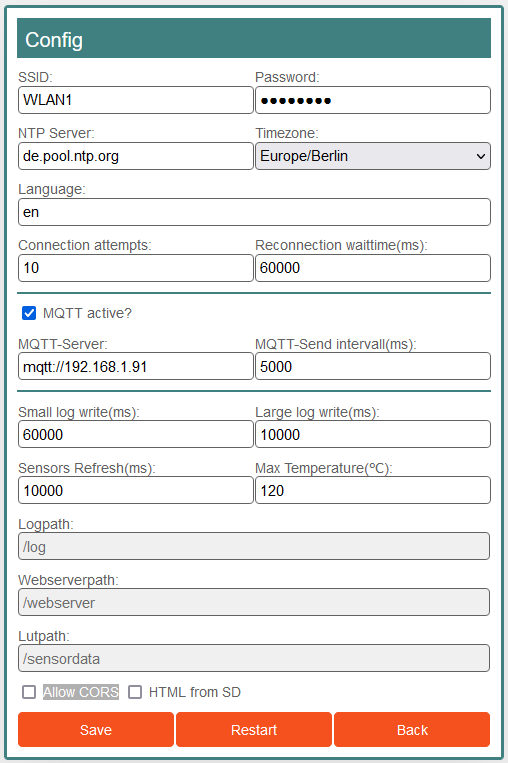 Config
SSID: Password:
WLAN1 ●●●●●●●●
NTP Server: Timezone:
de.pool.ntp.org Europe/Berlin
Language:
en
Connection attempts: Reconnection waittime(ms):
10 60000
MQTT active?
MQTT-Server: MQTT-Send intervall(ms):
mqtt://192.168.1.91 5000
Small log write(ms): Large log write(ms):
60000 10000
Sensors Refresh(ms): Max Temperature(°C):
10000 120
Logpath:
/log
Webserverpath:
/webserver
Lutpath:
/sensordata
Allow CORS HTML from SD
Save Restart Back